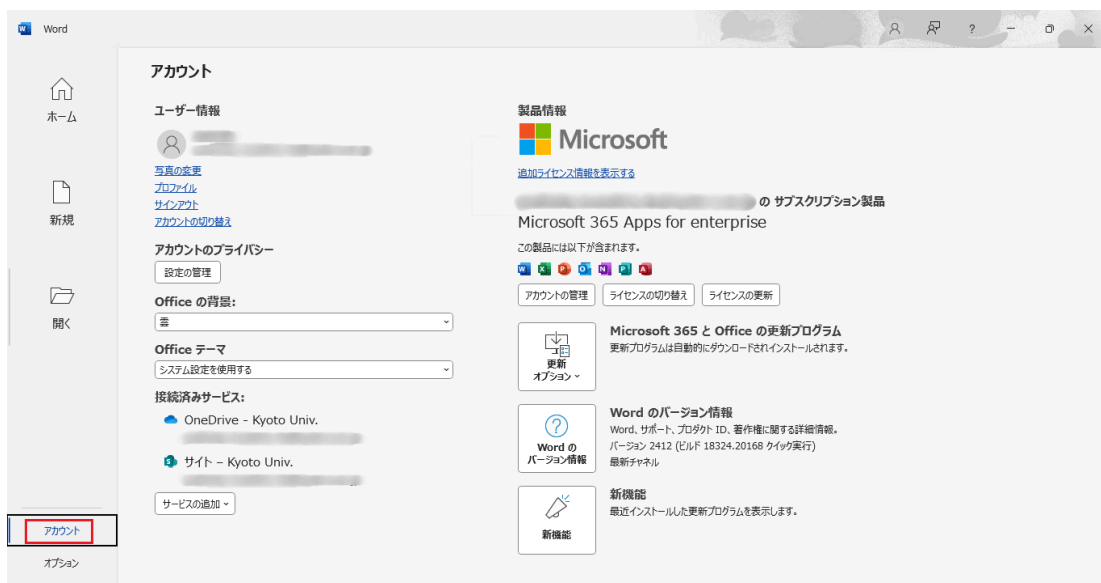 Word
アカウント
ホーム
新規
開く
アカウント
オプション
ユーザー情報
写真の変更
プロファイル
サインアウト
アカウントの切り替え
アカウントのプライバシー
設定の管理
Office の背景:
雲
Office テーマ
システム設定を使用する
接続済みサービス:
OneDrive - Kyoto Univ.
サイト - Kyoto Univ.
サービスの追加
製品情報
Microsoft
追加ライセンス情報を表示する
の サブスクリプション製品
Microsoft 365 Apps for enterprise
この製品には以下が含まれます。
アカウントの管理 ライセンスの切り替え ライセンスの更新
更新
オプション
Microsoft 365 と Office の更新プログラム
更新プログラムは自動的にダウンロードされインストールされます。
Word の
バージョン情報
Word のバージョン情報
Word、サポート、プロダクト ID、著作権に関する詳細情報。
バージョン 2412 (ビルド 18324.20168 クイック実行)
最新チャネル
新機能
新機能
最近インストールした更新プログラムを表示します。